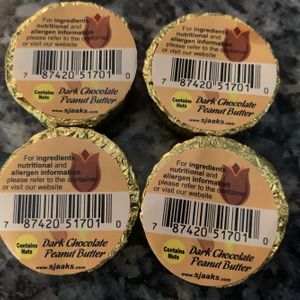 For ingredients,
nutritional and
allergen information
please refer to the container
or visit our website
7 87420 51701 0
Contains
Nuts
Dark Chocolate
Peanut Butter
www.sjaaks.com
For ingredients,
nutritional and
allergen information
please refer to the container
or visit our website
7 87420 51701 0
Contains
Nuts
Dark Chocolate
Peanut Butter
www.sjaaks.com
For ingredients,
nutritional and
allergen information
please refer to the container
or visit our website
7 87420 51701 0
Contains
Nuts
Dark Chocolate
Peanut Butter
www.sjaaks.com
For ingredients,
nutritional and
allergen information
please refer to the container
or visit our website
7 87420 51701 0
Contains
Nuts
Dark Chocolate
Peanut Butter
www.sjaaks.com